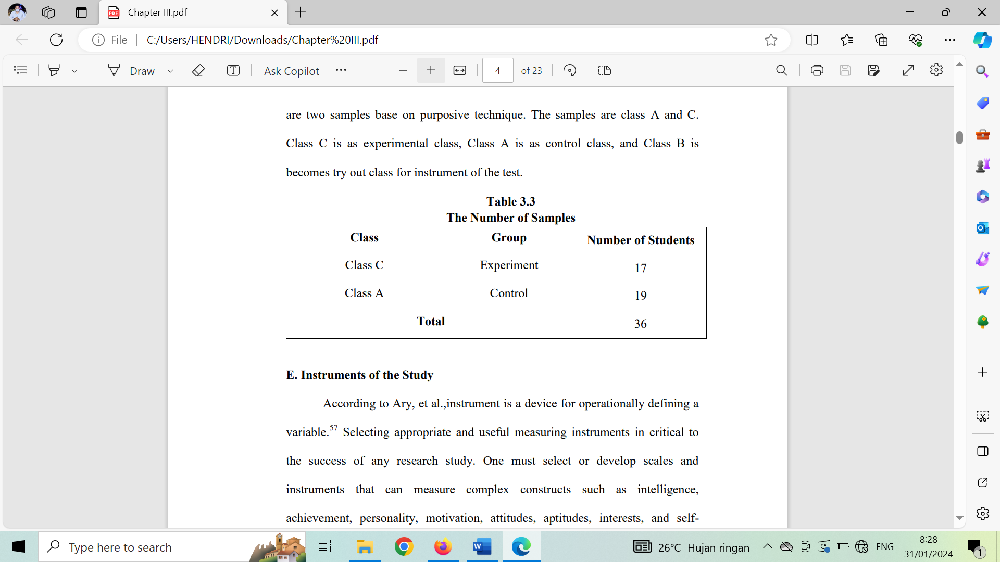 Chapter III.pdf
File
C:/Users/HENDRI/Downloads/Chapter%20III.pdf
Draw
Ask Copilot
4 of 23
are two samples base on purposive technique. The samples are class A and C.
Class C is as experimental class, Class A is as control class, and Class B is
becomes try out class for instrument of the test.
Table 3.3
The Number of Samples
Class Group Number of Students
Class C Experiment 17
Class A Control 19
Total 36
E. Instruments of the Study
According to Ary, et al.,instrument is a device for operationally defining a
variable.57 Selecting appropriate and useful measuring instruments in critical to
the success of any research study. One must select or develop scales and
instruments that can measure complex constructs such as intelligence,
achievement, personality, motivation, attitudes, aptitudes, interests, and self-
Type here to search
26°C Hujan ringan
ENG
8:28
31/01/2024
1